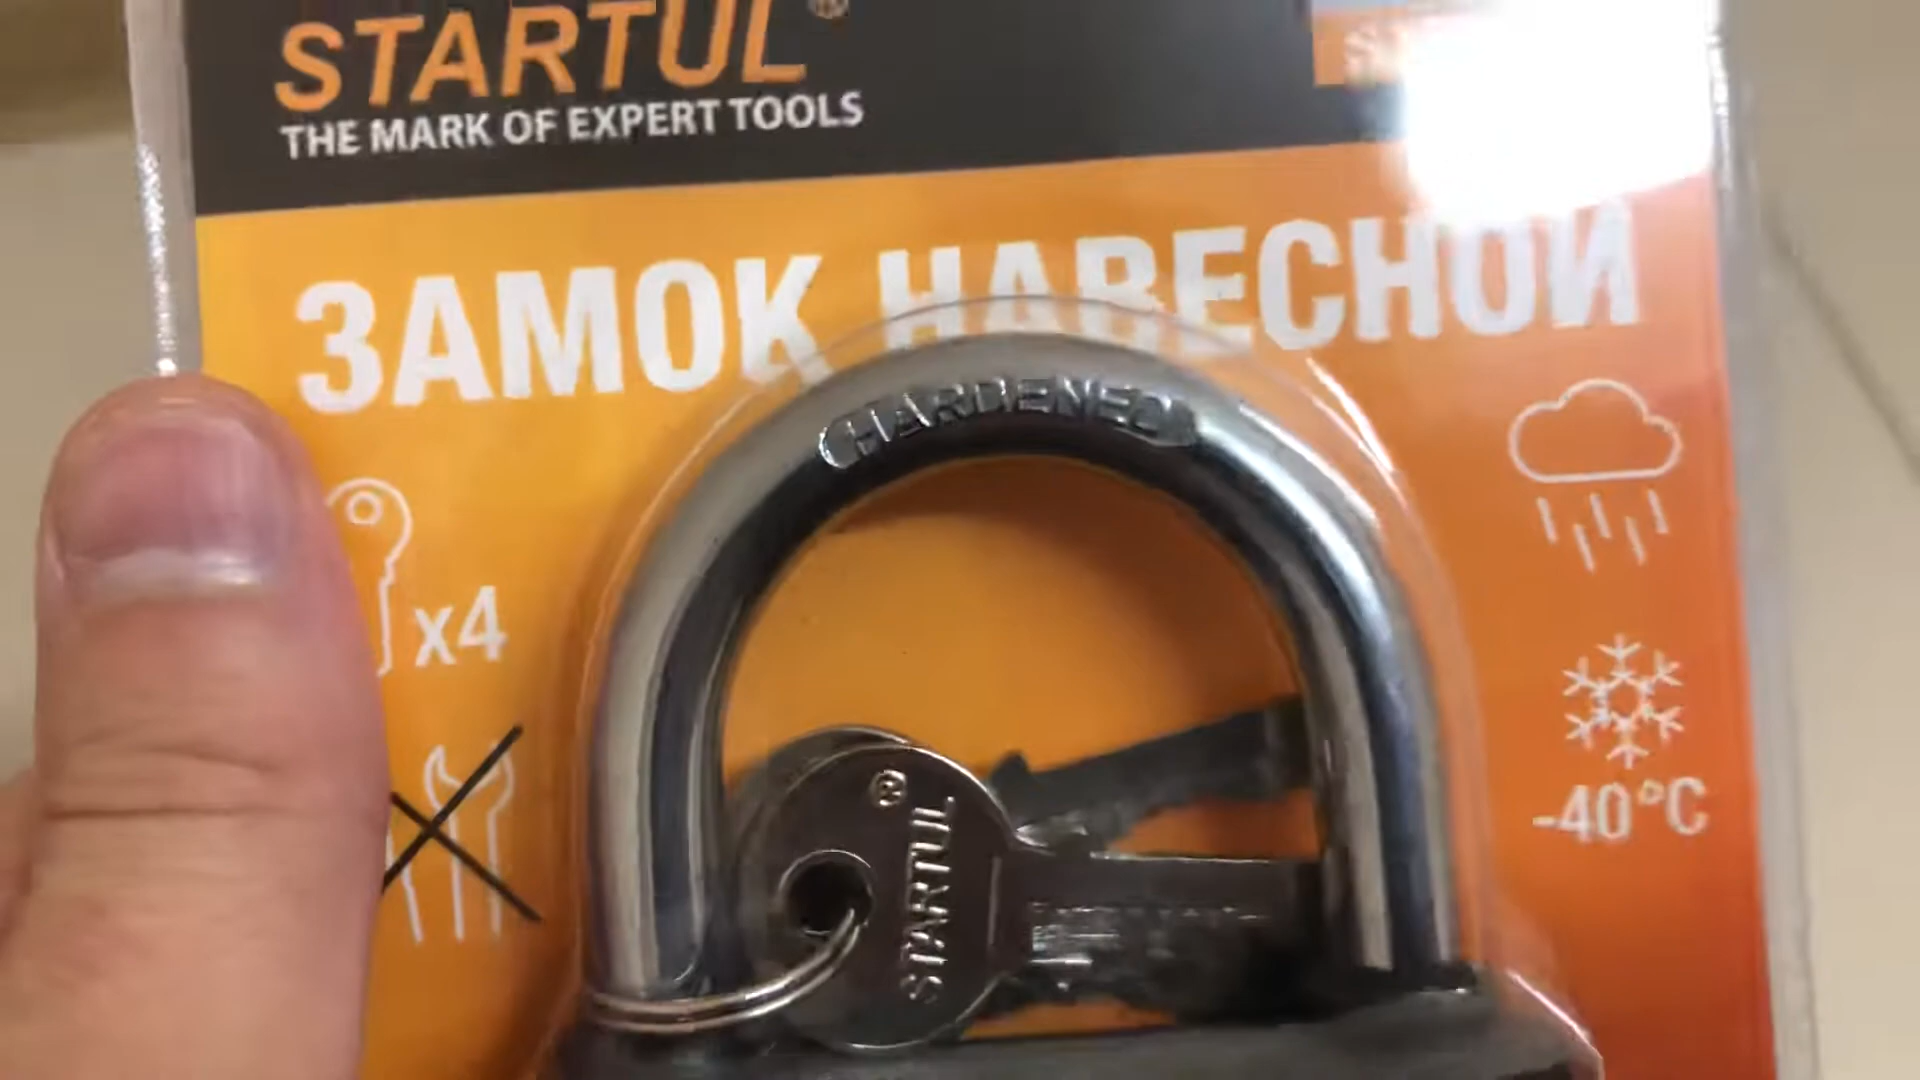 STARTUL®
THE MARK OF EXPERT TOOLS
ЗАМОК НАВЕСНОЙ
HARDENED
x4
-40°C
® STARTUL